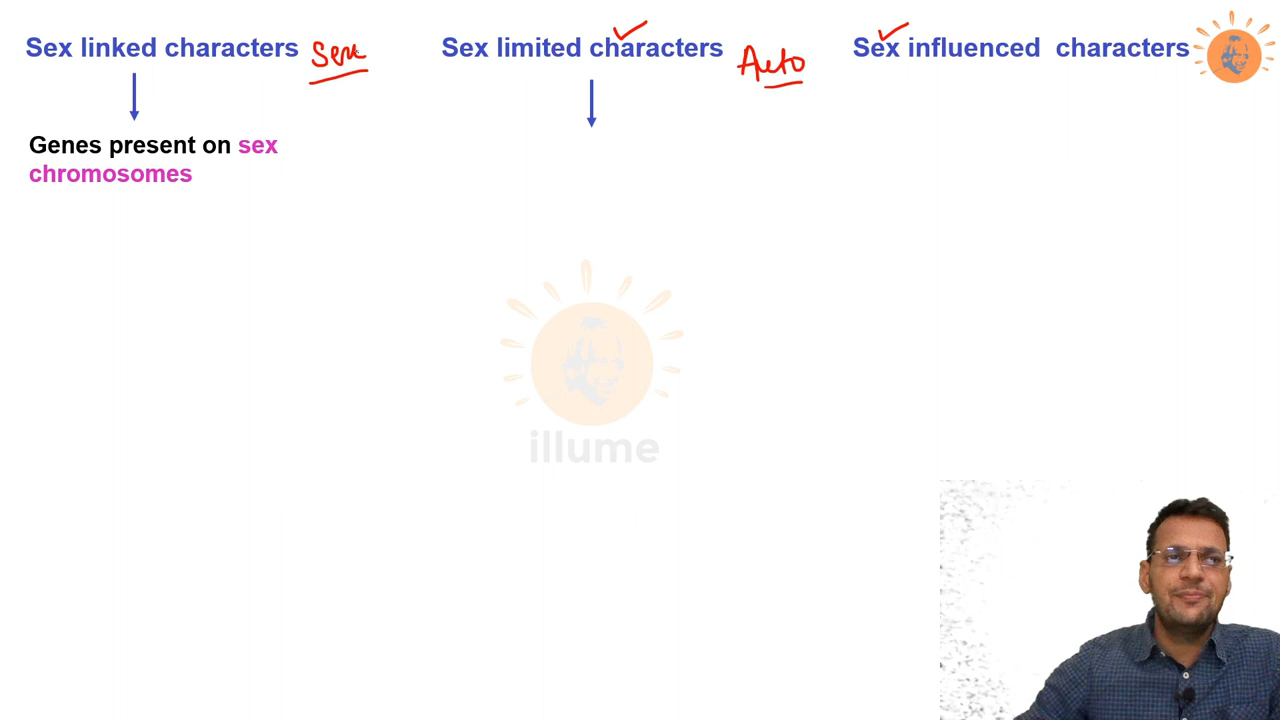 Sex linked characters
Sex
Sex limited characters
Auto
Sex influenced characters
Genes present on sex
chromosomes
illume